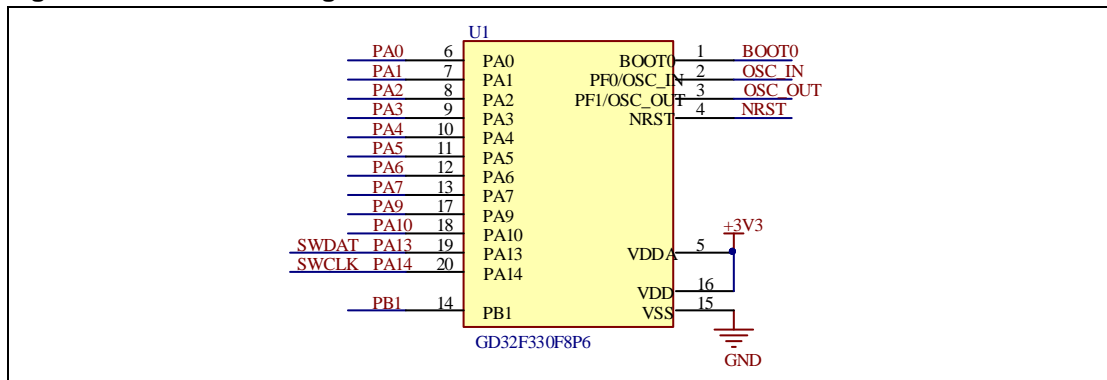 U1
PA0 6 PA0 BOOT0 1 BOOT0
PA1 7 PA1 PF0/OSC_IN 2 OSC_IN
PA2 8 PA2 PF1/OSC_OUT 3 OSC_OUT
PA3 9 PA3 NRST 4 NRST
PA4 10 PA4
PA5 11 PA5
PA6 12 PA6
PA7 13 PA7
PA9 17 PA9
PA10 18 PA10 +3V3
SWDAT PA13 19 PA13 VDDA 5
SWCLK PA14 20 PA14
VDD 16
PB1 14 PB1 VSS 15
GD32F330F8P6
GND